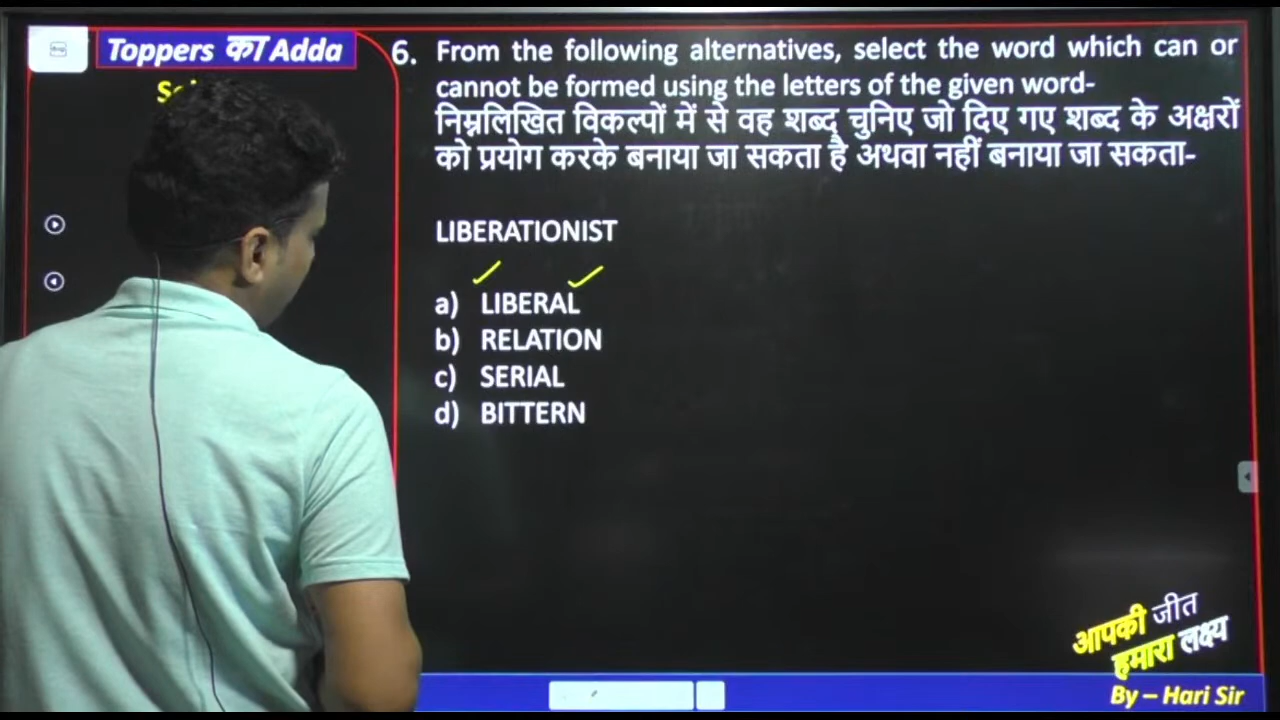 Toppers का Adda
6. From the following alternatives, select the word which can or
cannot be formed using the letters of the given word-
निम्नलिखित विकल्पों में से वह शब्द चुनिए जो दिए गए शब्द के अक्षरों
को प्रयोग करके बनाया जा सकता है अथवा नहीं बनाया जा सकता-
LIBERATIONIST
a) LIBERAL
b) RELATION
c) SERIAL
d) BITTERN
आपकी जीत
हमारा लक्ष्य
By – Hari Sir